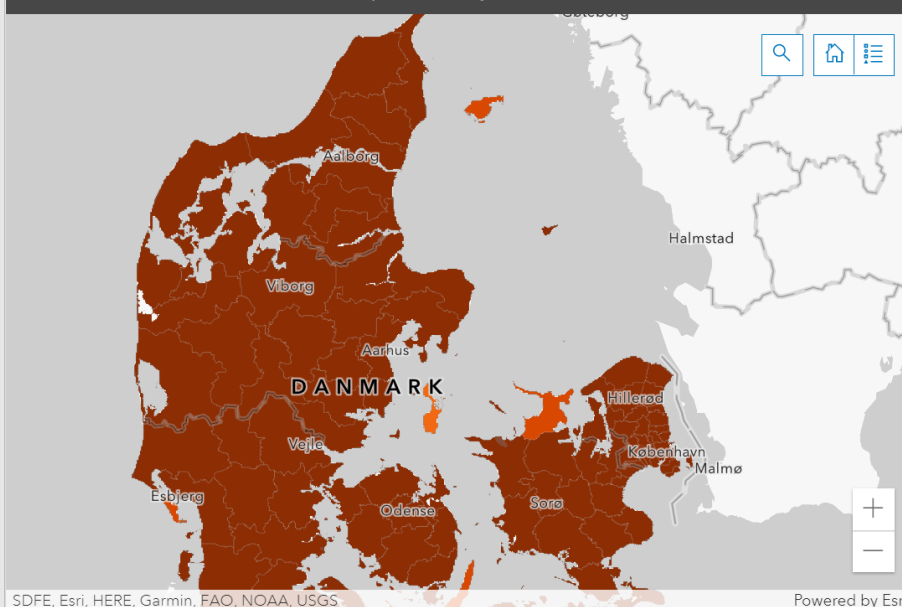 Göteborg
Aalborg
Halmstad
Viborg
Aarhus
DANMARK
Hillerød
Vejle
København
Malmø
Esbjerg
Sorø
Odense
SDFE, Esri, HERE, Garmin, FAO, NOAA, USGS
Powered by Esr